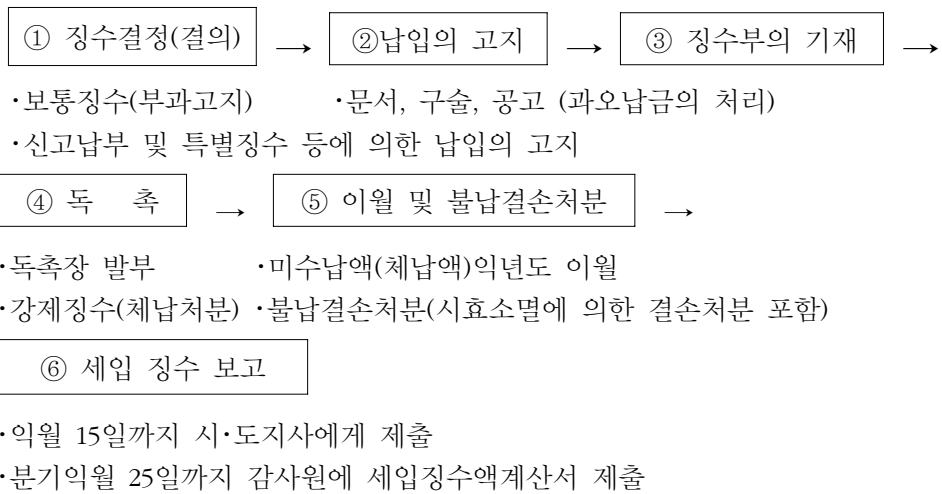 ① 징수결정(결의) → ②납입의 고지 → ③ 징수부의 기재 →
·보통징수(부과고지) ·문서, 구술, 공고 (과오납금의 처리)
·신고납부 및 특별징수 등에 의한 납입의 고지
④ 독 촉 → ⑤ 이월 및 불납결손처분 →
·독촉장 발부 ·미수납액(체납액)익년도 이월
·강제징수(체납처분) ·불납결손처분(시효소멸에 의한 결손처분 포함)
⑥ 세입 징수 보고
·익월 15일까지 시·도지사에게 제출
·분기익월 25일까지 감사원에 세입징수액계산서 제출